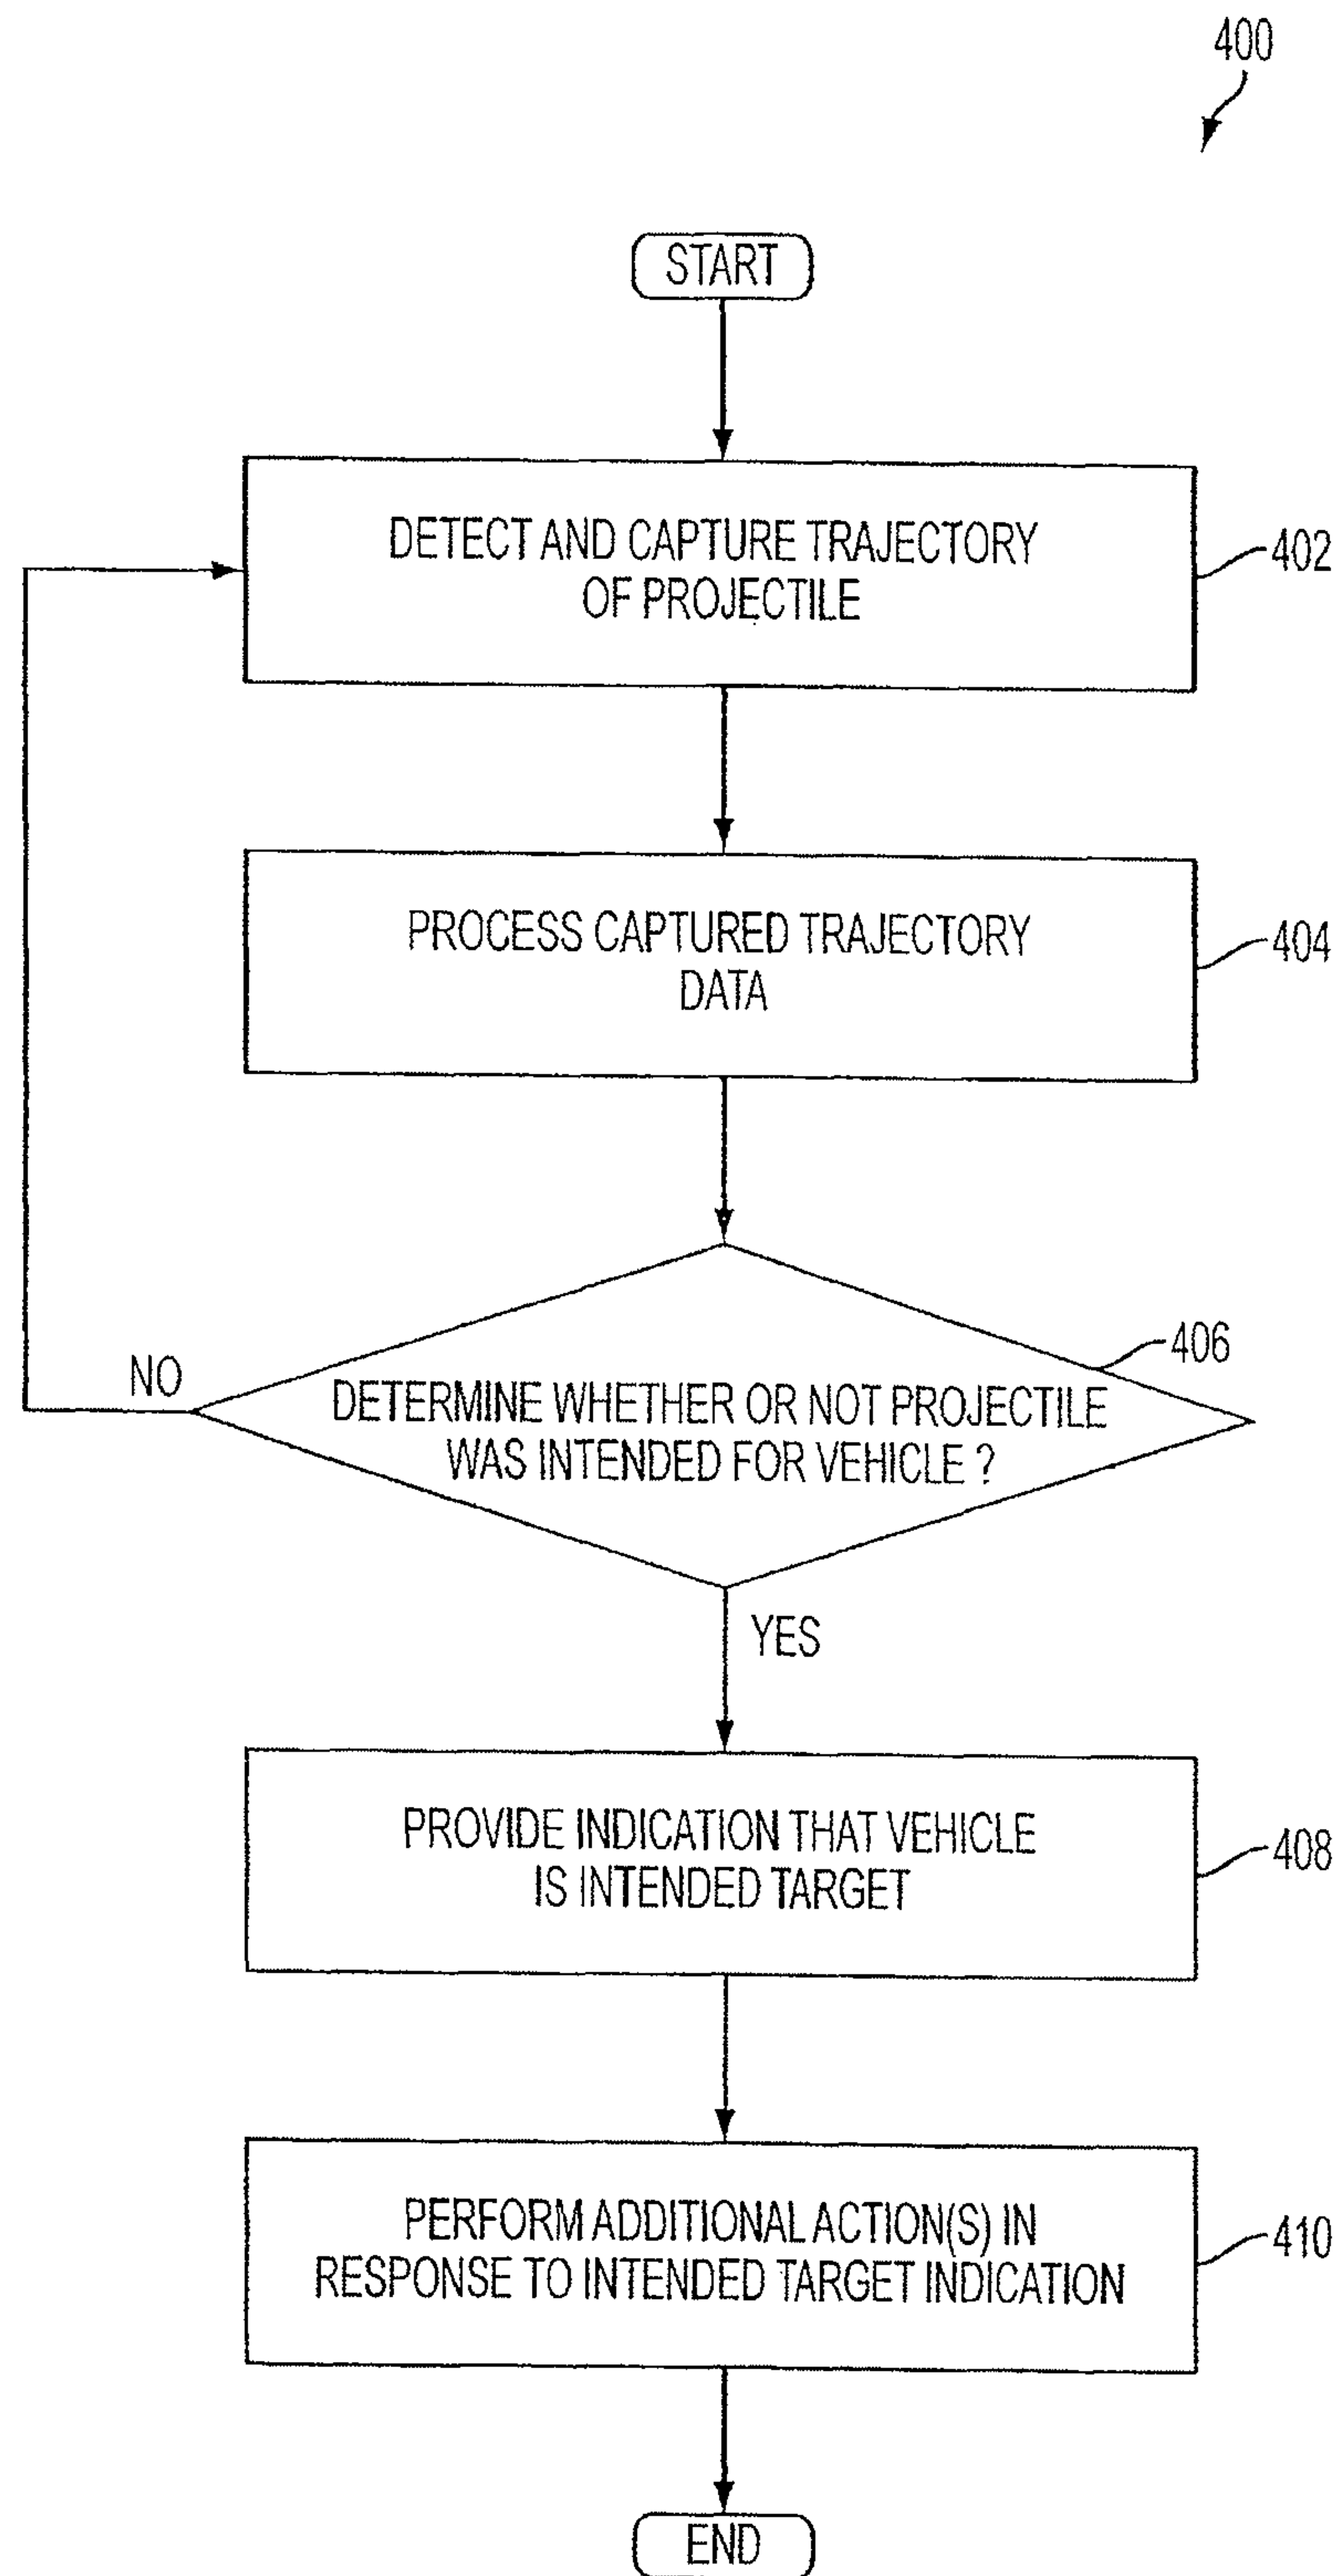 400
START
DETECT AND CAPTURE TRAJECTORY
OF PROJECTILE
402
PROCESS CAPTURED TRAJECTORY
DATA
404
406
NO
DETERMINE WHETHER OR NOT PROJECTILE
WAS INTENDED FOR VEHICLE ?
YES
PROVIDE INDICATION THAT VEHICLE
IS INTENDED TARGET
408
PERFORM ADDITIONAL ACTION(S) IN
RESPONSE TO INTENDED TARGET INDICATION
410
END